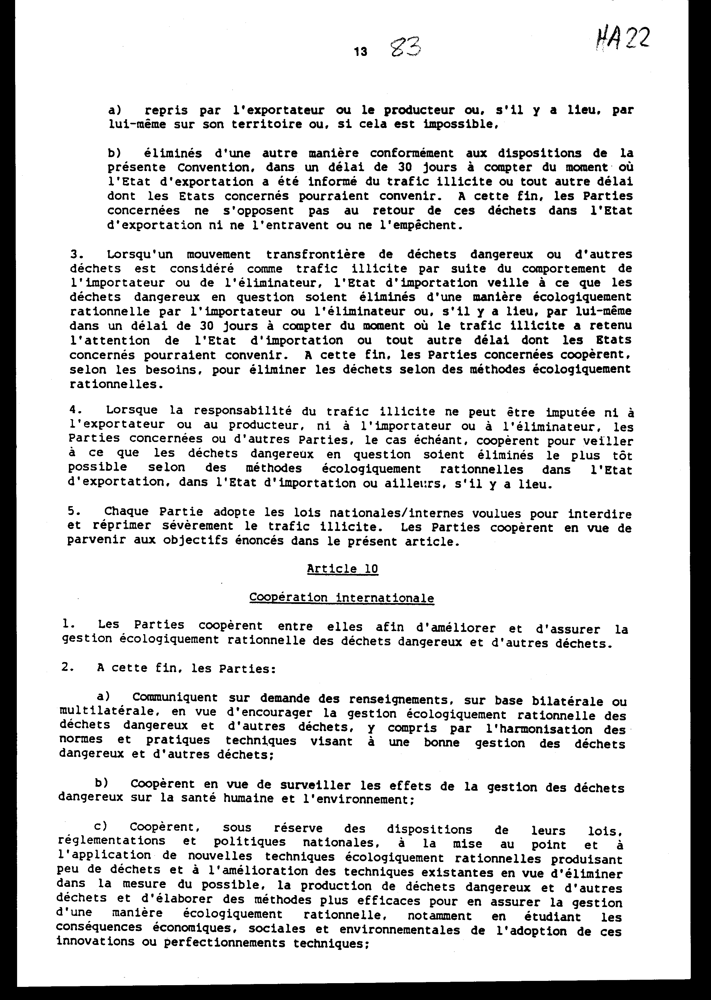 13 83 HA22
a) repris par l'exportateur ou le producteur ou, s'il y a lieu, par
lui-même sur son territoire ou, si cela est impossible,
b) éliminés d'une autre manière conformément aux dispositions de la
présente Convention, dans un délai de 30 jours à compter du moment où
l'Etat d'exportation a été informé du trafic illicite ou tout autre délai
dont les Etats concernés pourraient convenir. A cette fin, les Parties
concernées ne s'opposent pas au retour de ces déchets dans l'Etat
d'exportation ni ne l'entravent ou ne l'empêchent.
3. Lorsqu'un mouvement transfrontière de déchets dangereux ou d'autres
déchets est considéré comme trafic illicite par suite du comportement de
l'importateur ou de l'éliminateur, l'Etat d'importation veille à ce que les
déchets dangereux en question soient éliminés d'une manière écologiquement
rationnelle par l'importateur ou l'éliminateur ou, s'il y a lieu, par lui-même
dans un délai de 30 jours à compter du moment où le trafic illicite a retenu
l'attention de l'Etat d'importation ou tout autre délai dont les Etats
concernés pourraient convenir. A cette fin, les Parties concernées coopèrent,
selon les besoins, pour éliminer les déchets selon des méthodes écologiquement
rationnelles.
4. Lorsque la responsabilité du trafic illicite ne peut être imputée ni à
l'exportateur ou au producteur, ni à l'importateur ou à l'éliminateur, les
Parties concernées ou d'autres Parties, le cas échéant, coopèrent pour veiller
à ce que les déchets dangereux en question soient éliminés le plus tôt
possible selon des méthodes écologiquement rationnelles dans l'Etat
d'exportation, dans l'Etat d'importation ou ailleurs, s'il y a lieu.
5. Chaque Partie adopte les lois nationales/internes voulues pour interdire
et réprimer sévèrement le trafic illicite. Les Parties coopèrent en vue de
parvenir aux objectifs énoncés dans le présent article.
Article 10
Coopération internationale
1. Les Parties coopèrent entre elles afin d'améliorer et d'assurer la
gestion écologiquement rationnelle des déchets dangereux et d'autres déchets.
2. A cette fin, les Parties:
a) Communiquent sur demande des renseignements, sur base bilatérale ou
multilatérale, en vue d'encourager la gestion écologiquement rationnelle des
déchets dangereux et d'autres déchets, y compris par l'harmonisation des
normes et pratiques techniques visant à une bonne gestion des déchets
dangereux et d'autres déchets;
b) Coopèrent en vue de surveiller les effets de la gestion des déchets
dangereux sur la santé humaine et l'environnement;
c) Coopèrent, sous réserve des dispositions de leurs lois,
réglementations et politiques nationales, à la mise au point et à
l'application de nouvelles techniques écologiquement rationnelles produisant
peu de déchets et à l'amélioration des techniques existantes en vue d'éliminer
dans la mesure du possible, la production de déchets dangereux et d'autres
déchets et d'élaborer des méthodes plus efficaces pour en assurer la gestion
d'une manière écologiquement rationnelle, notamment en étudiant les
conséquences économiques, sociales et environnementales de l'adoption de ces
innovations ou perfectionnements techniques;